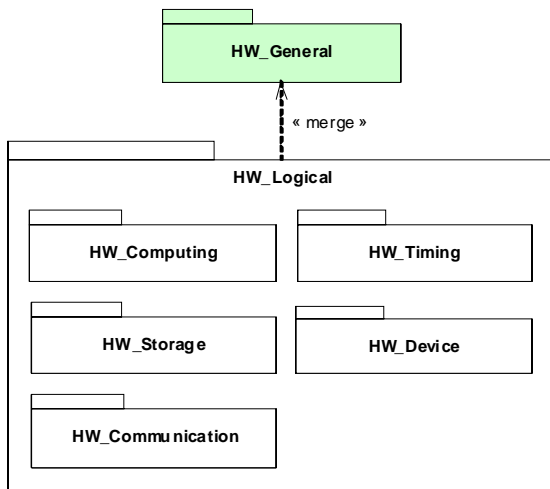 HW_General
« merge »
HW_Logical
HW_Computing
HW_Timing
HW_Storage
HW_Device
HW_Communication